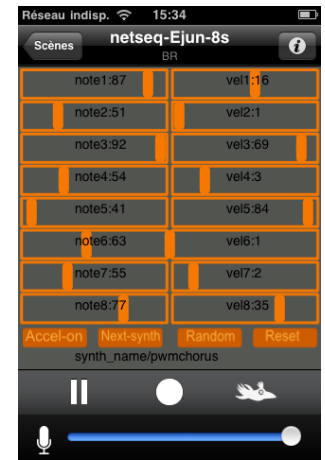 Réseau indisp. 15:34
Scènes netseq-Ejun-8s
BR
note1:87 vel1:16
note2:51 vel2:1
note3:92 vel3:69
note4:54 vel4:3
note5:41 vel5:84
note6:63 vel6:1
note7:55 vel7:2
note8:77 vel8:35
Accel-on Next-synth Random Reset
synth_name/pwmchorus